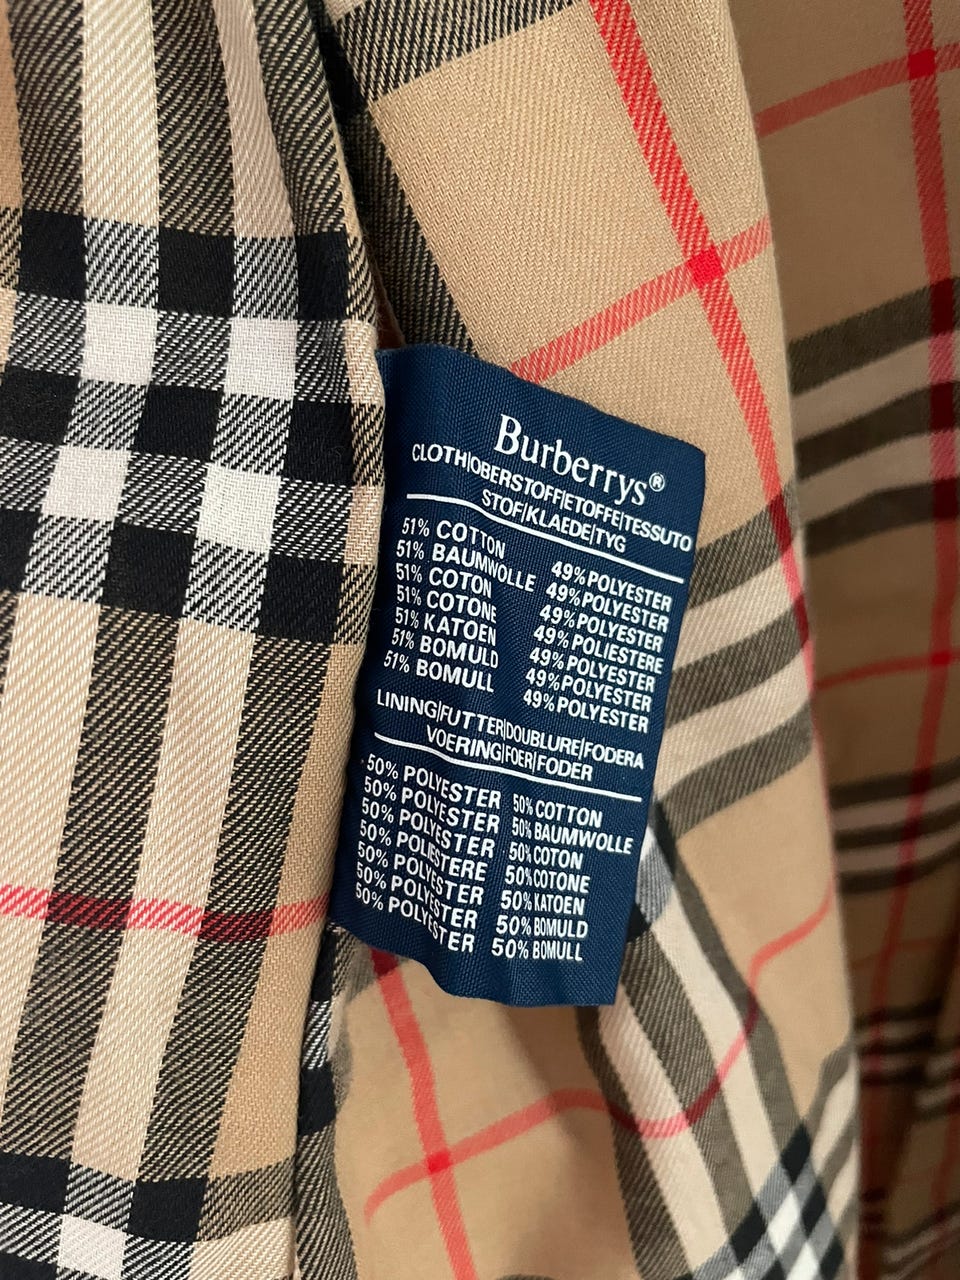 Burberrys®
CLOTH|OBERSTOFF|ETOFFE|TESSUTO
STOF|KLAEDE|TYG
51% COTTON 49% POLYESTER
51% BAUMWOLLE 49% POLYESTER
51% COTON 49% POLYESTER
51% COTONE 49% POLIESTERE
51% KATOEN 49% POLYESTER
51% BOMULD 49% POLYESTER
51% BOMULL 49% POLYESTER
LINING|FUTTER|DOUBLURE|FODERA
VOERING|FOER|FODER
50% POLYESTER 50% COTTON
50% POLYESTER 50% BAUMWOLLE
50% POLYESTER 50% COTON
50% POLIESTERE 50% COTONE
50% POLYESTER 50% KATOEN
50% POLYESTER 50% BOMULD
50% POLYESTER 50% BOMULL